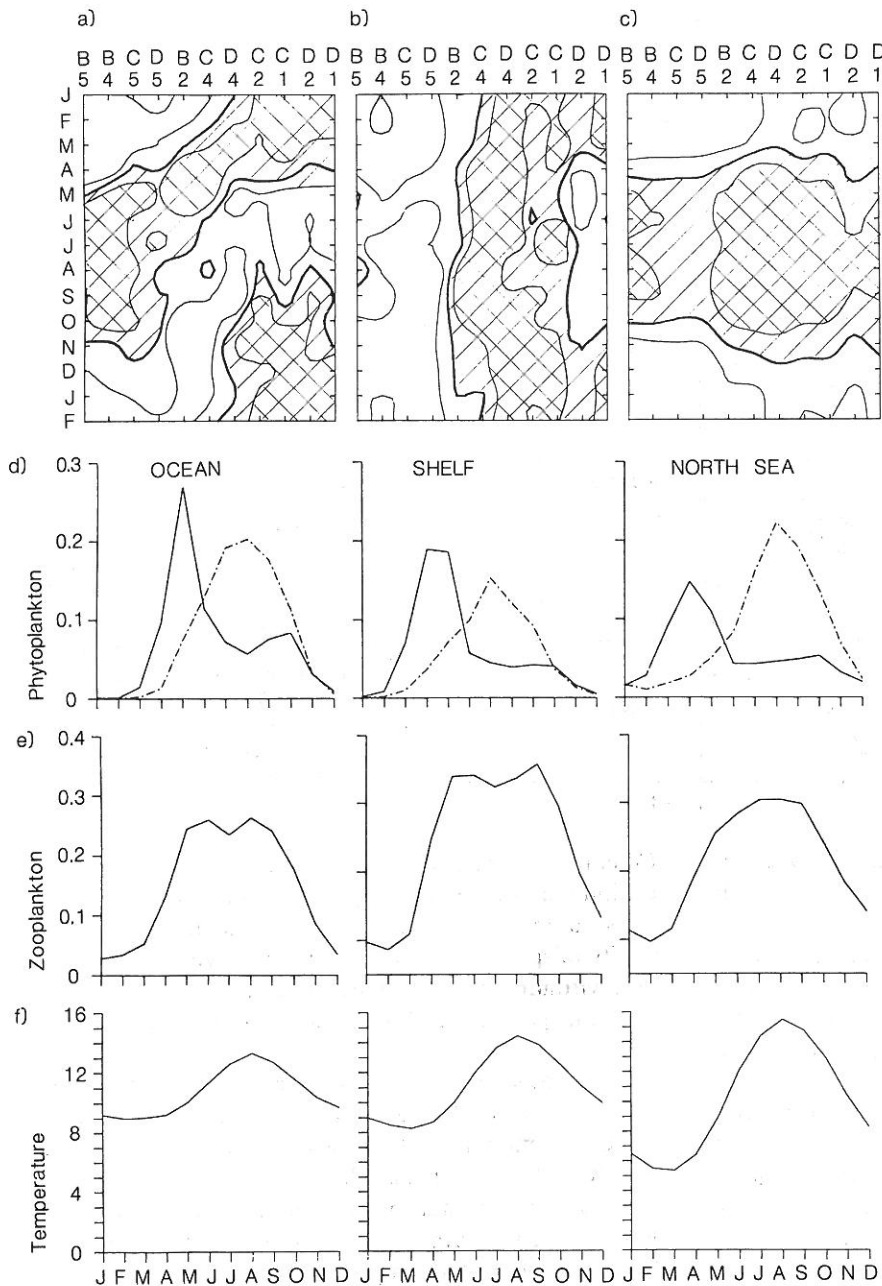 a) b) c)
B B C D B C D C C D D B B C D B C D C C D D B B C D B C D C C D D
5 4 5 5 2 4 4 2 1 2 1 5 4 5 5 2 4 4 2 1 2 1 5 4 5 5 2 4 4 2 1 2 1
J
F
M
A
M
J
J
A
S
O
N
D
J
F
d) 0.3 OCEAN SHELF NORTH SEA
0.2
0.1
0
Phytoplankton
e) 0.4
0.3
0.2
0.1
0
Zooplankton
f) 16
12
8
4
0
Temperature
J F M A M J J A S O N D J F M A M J J A S O N D J F M A M J J A S O N D